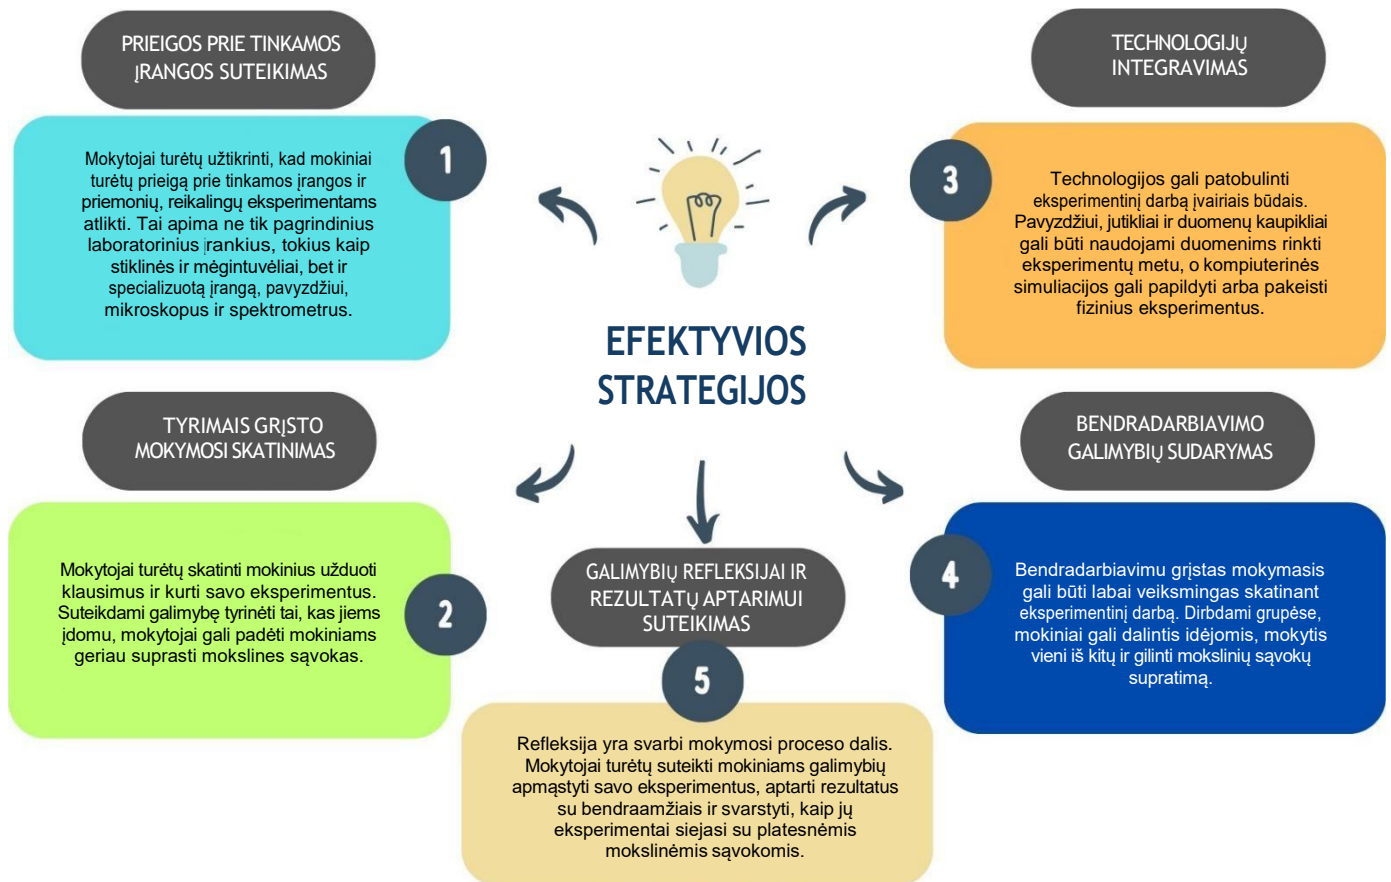 PRIEIGOS PRIE TINKAMOS
ĮRANGOS SUTEIKIMAS
1
Mokytojai turėtų užtikrinti, kad mokiniai
turėtų prieigą prie tinkamos įrangos ir
priemonių, reikalingų eksperimentams
atlikti. Tai apima ne tik pagrindinius
laboratorinius įrankius, tokius kaip
stiklinės ir mėgintuvėliai, bet ir
specializuotą įrangą, pavyzdžiui,
mikroskopus ir spektrometrus.
TECHNOLOGIJŲ
INTEGRAVIMAS
3
Technologijos gali patobulinti
eksperimentinį darbą įvairiais būdais.
Pavyzdžiui, jutikliai ir duomenų kaupikliai
gali būti naudojami duomenims rinkti
eksperimentų metu, o kompiuterinės
simuliacijos gali papildyti arba pakeisti
fizinius eksperimentus.
EFEKTYVIOS
STRATEGIJOS
TYRIMAIS GRĮSTO
MOKYMOSI SKATINIMAS
2
Mokytojai turėtų skatinti mokinius užduoti
klausimus ir kurti savo eksperimentus.
Suteikdami galimybę tyrinėti tai, kas jiems
įdomu, mokytojai gali padėti mokiniams
geriau suprasti mokslines sąvokas.
BENDRADARBIAVIMO
GALIMYBIŲ SUDARYMAS
4
Bendradarbiavimu grįstas mokymasis
gali būti labai veiksmingas skatinant
eksperimentinį darbą. Dirbdami grupėse,
mokiniai gali dalintis idėjomis, mokytis
vieni iš kitų ir gilinti mokslinių sąvokų
supratimą.
GALIMYBIŲ REFLEKSIJAI IR
REZULTATŲ APTARIMUI
SUTEIKIMAS
5
Refleksija yra svarbi mokymosi proceso dalis.
Mokytojai turėtų suteikti mokiniams galimybių
apmąstyti savo eksperimentus, aptarti rezultatus
su bendraamžiais ir svarstyti, kaip jų
eksperimentai siejasi su platesnėmis
mokslinėmis sąvokomis.